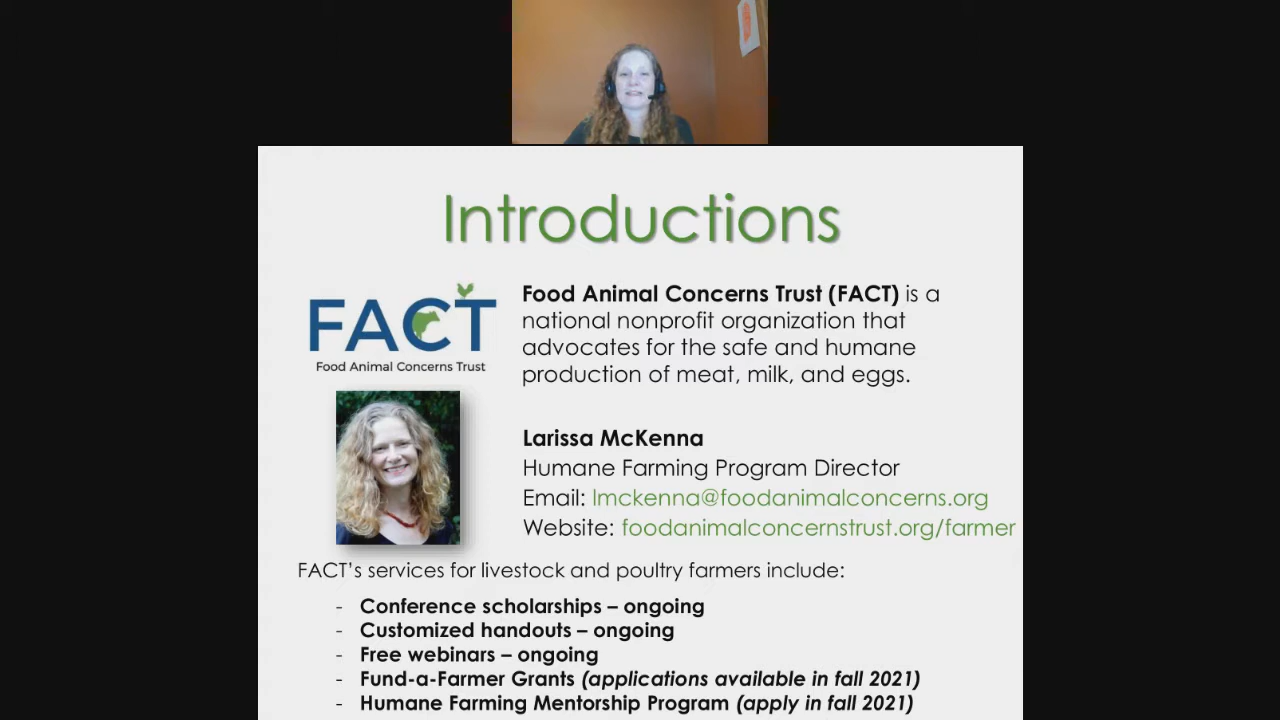 Introductions
FACT
Food Animal Concerns Trust
Food Animal Concerns Trust (FACT) is a
national nonprofit organization that
advocates for the safe and humane
production of meat, milk, and eggs.
Larissa McKenna
Humane Farming Program Director
Email: lmckenna@foodanimalconcerns.org
Website: foodanimalconcernstrust.org/farmer
FACT's services for livestock and poultry farmers include:
- Conference scholarships – ongoing
- Customized handouts – ongoing
- Free webinars – ongoing
- Fund-a-Farmer Grants (applications available in fall 2021)
- Humane Farming Mentorship Program (apply in fall 2021)